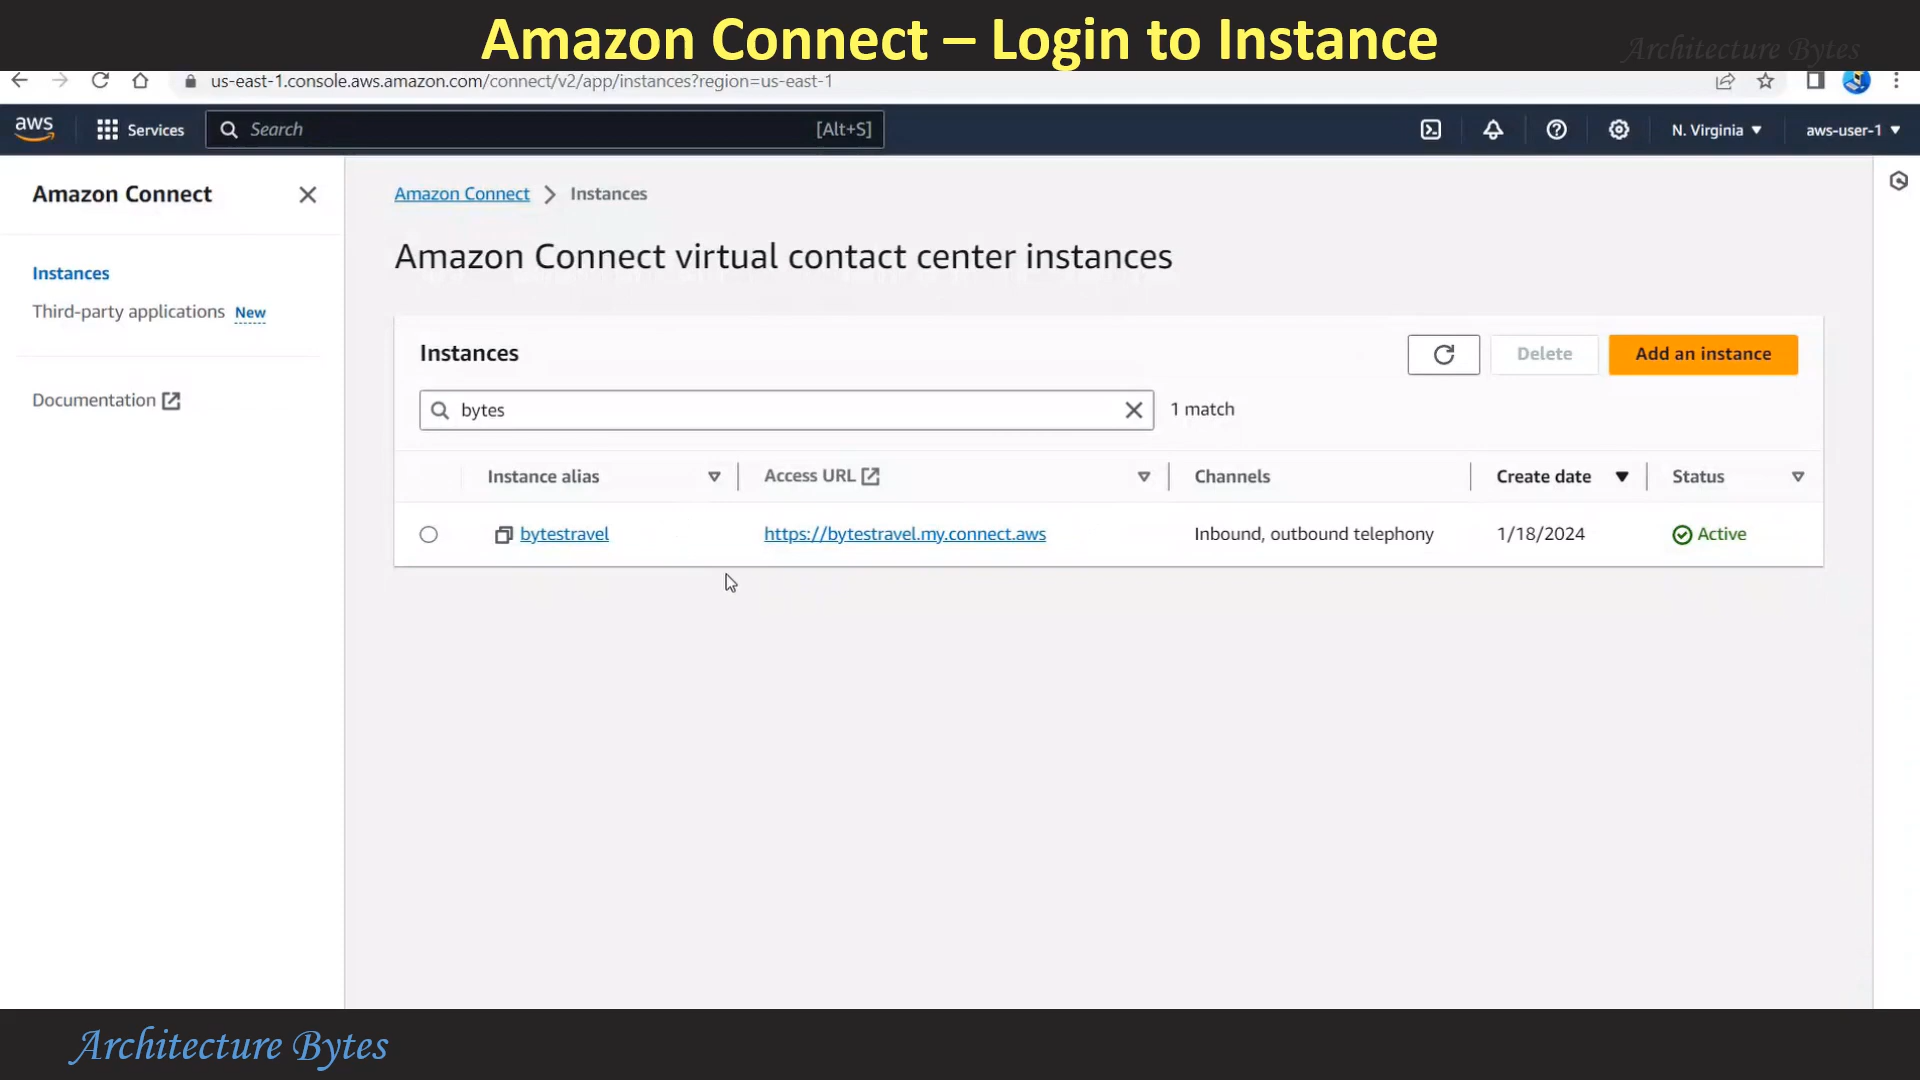 Amazon Connect – Login to Instance
Architecture Bytes
us-east-1.console.aws.amazon.com/connect/v2/app/instances?region=us-east-1
aws
Services
Search
[Alt+S]
N. Virginia
aws-user-1
Amazon Connect
Instances
Third-party applications New
Documentation
Amazon Connect Instances
Amazon Connect virtual contact center instances
Instances
Delete
Add an instance
bytes
1 match
Instance alias Access URL Channels Create date Status
bytestravel https://bytestravel.my.connect.aws Inbound, outbound telephony 1/18/2024 Active
Architecture Bytes